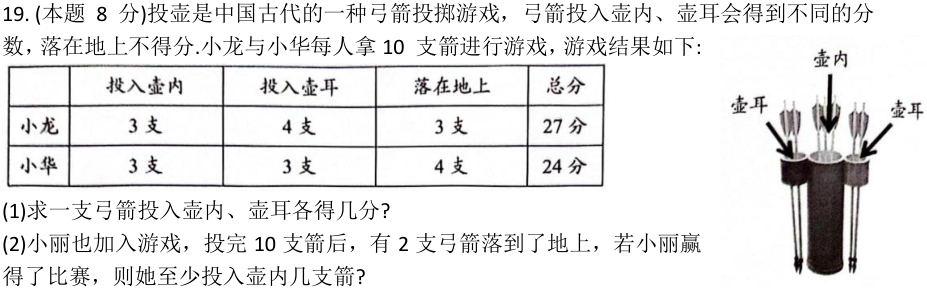 19. (本题 8 分)投壶是中国古代的一种弓箭投掷游戏，弓箭投入壶内、壶耳会得到不同的分
数，落在地上不得分.小龙与小华每人拿 10 支箭进行游戏，游戏结果如下:
投入壶内 投入壶耳 落在地上 总分
小龙 3支 4支 3支 27分
小华 3支 3支 4支 24分
壶内
壶耳 壶耳
(1)求一支弓箭投入壶内、壶耳各得几分?
(2)小丽也加入游戏，投完 10 支箭后，有 2 支弓箭落到了地上，若小丽赢
得了比赛，则她至少投入壶内几支箭?